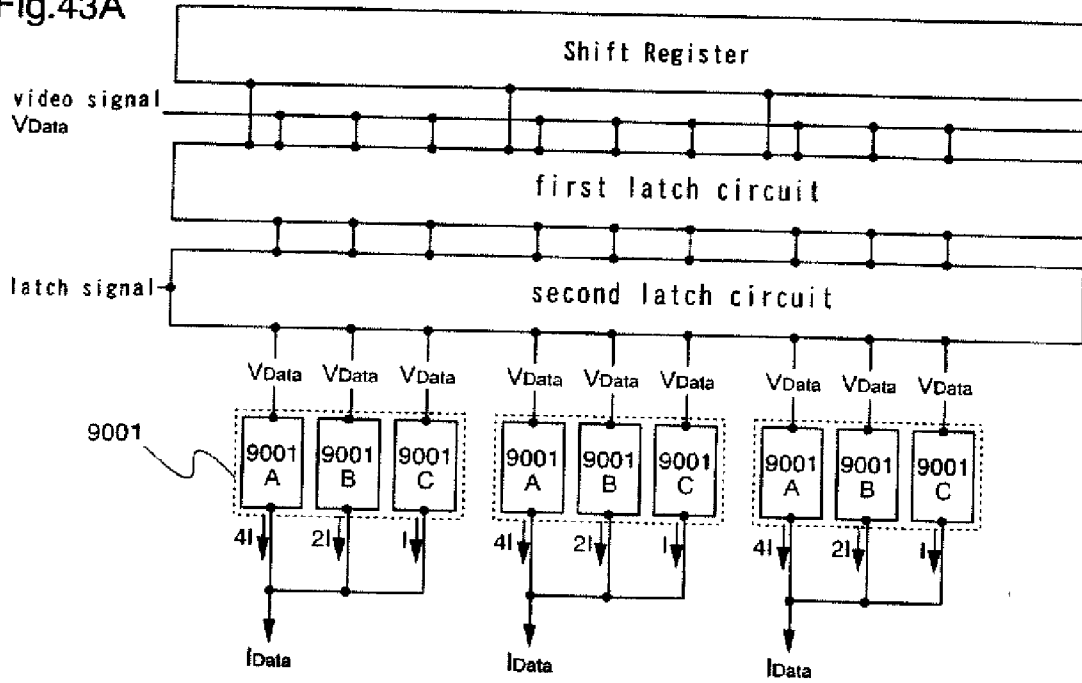 Fig.43A
Shift Register
video signal
VData
first latch circuit
latch signal
second latch circuit
VData VData VData VData VData VData VData VData VData
9001
9001 A 9001 B 9001 C 9001 A 9001 B 9001 C 9001 A 9001 B 9001 C
4I 2I I 4I 2I I 4I 2I I
IData IData IData